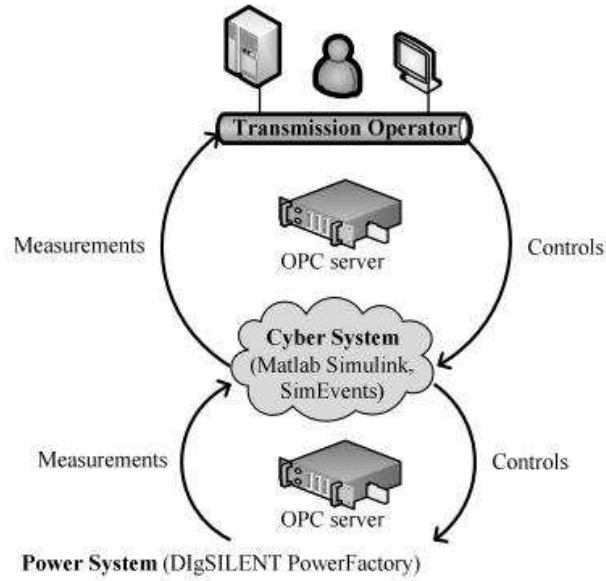 Transmission Operator
Measurements
OPC server
Controls
Cyber System
(Matlab Simulink,
SimEvents)
Measurements
OPC server
Controls
Power System (DIgSILENT PowerFactory)